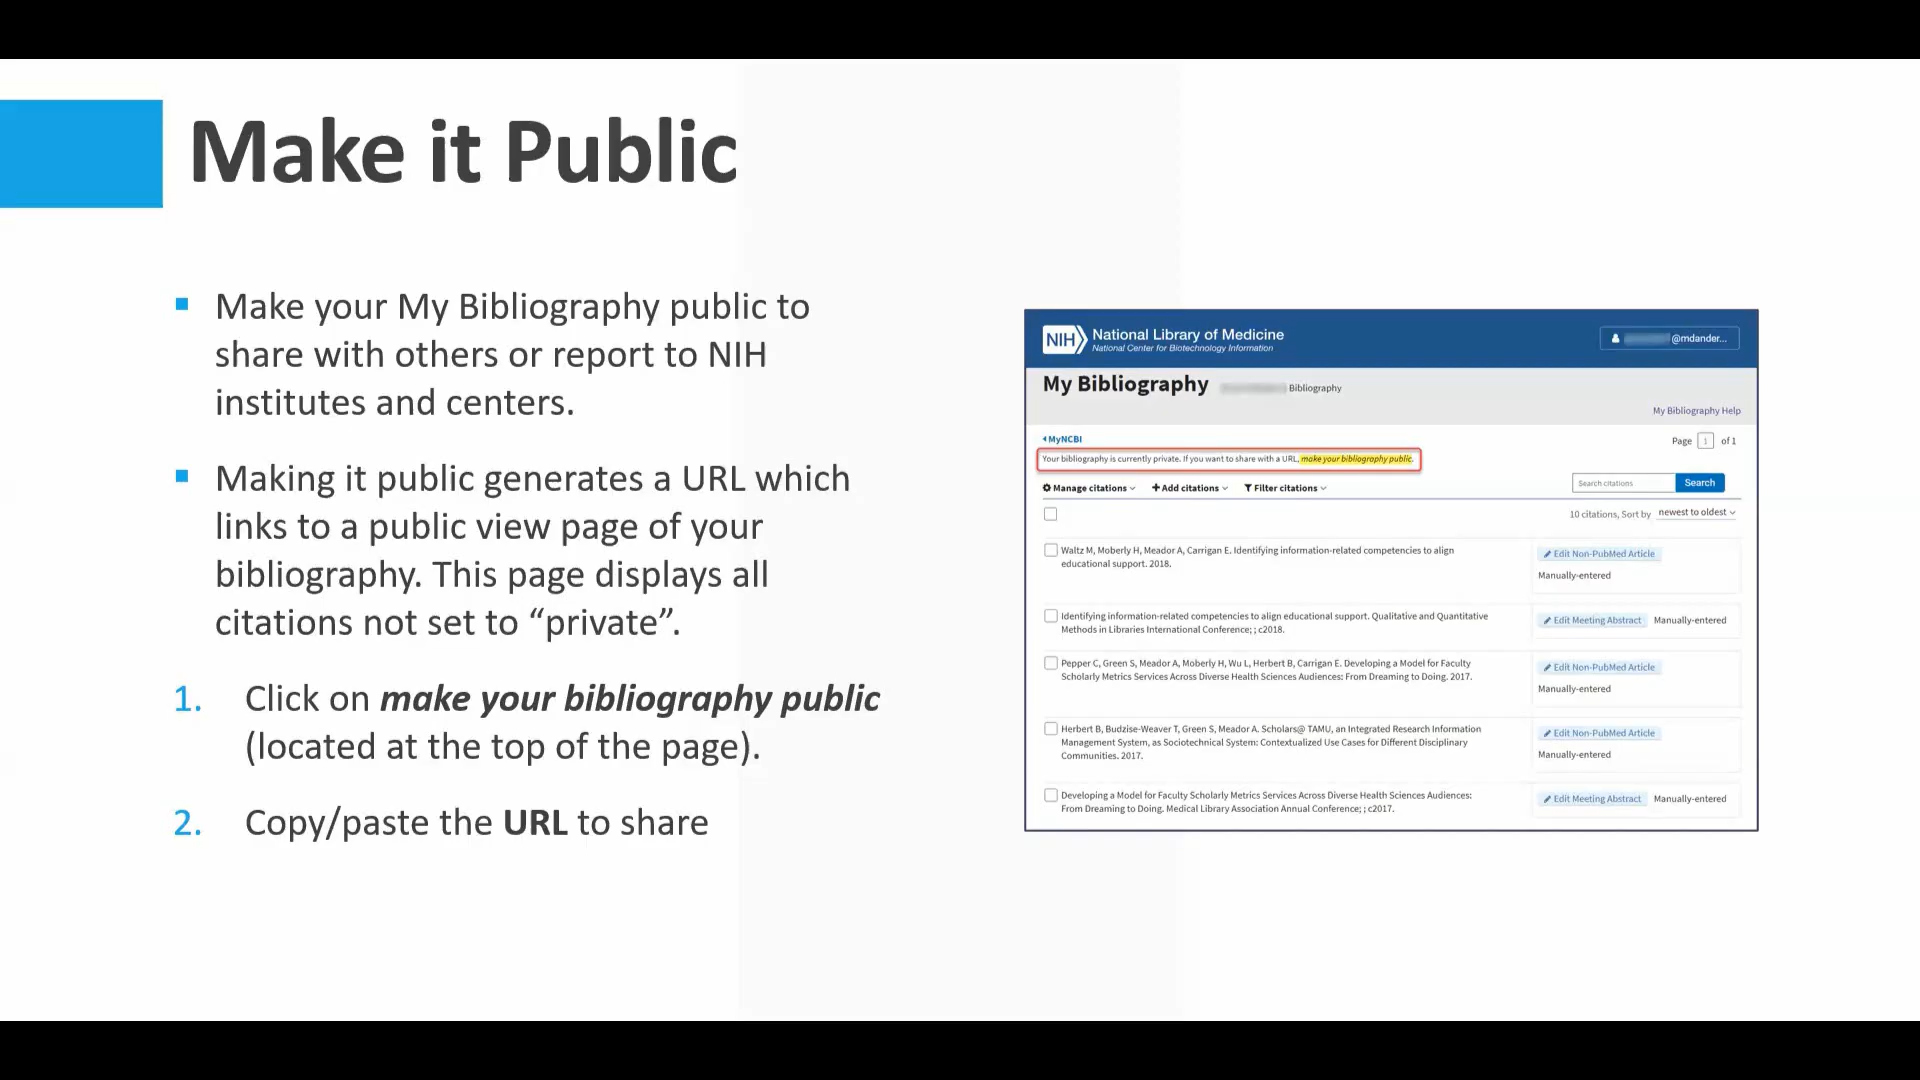 Make it Public
Make your My Bibliography public to
share with others or report to NIH
institutes and centers.
Making it public generates a URL which
links to a public view page of your
bibliography. This page displays all
citations not set to “private”.
1. Click on make your bibliography public
(located at the top of the page).
2. Copy/paste the URL to share
NIH National Library of Medicine
National Center for Biotechnology Information
@mdander...
My Bibliography Bibliography
My Bibliography Help
MyNCBI
Page 1 of 1
Your bibliography is currently private. If you want to share with a URL, make your bibliography public.
Manage citations Add citations Filter citations
Search citations Search
10 citations, Sort by newest to oldest
Waltz M, Moberly H, Meador A, Carrigan E. Identifying information-related competencies to align
educational support. 2018.
Edit Non-PubMed Article
Manually-entered
Identifying information-related competencies to align educational support. Qualitative and Quantitative
Methods in Libraries International Conference; ; c2018.
Edit Meeting Abstract Manually-entered
Pepper C, Green S, Meador A, Moberly H, Wu L, Herbert B, Carrigan E. Developing a Model for Faculty
Scholarly Metrics Services Across Diverse Health Sciences Audiences: From Dreaming to Doing. 2017.
Edit Non-PubMed Article
Manually-entered
Herbert B, Budzise-Weaver T, Green S, Meador A. Scholars@ TAMU, an Integrated Research Information
Management System, as Sociotechnical System: Contextualized Use Cases for Different Disciplinary
Communities. 2017.
Edit Non-PubMed Article
Manually-entered
Developing a Model for Faculty Scholarly Metrics Services Across Diverse Health Sciences Audiences:
From Dreaming to Doing. Medical Library Association Annual Conference; ; c2017.
Edit Meeting Abstract Manually-entered